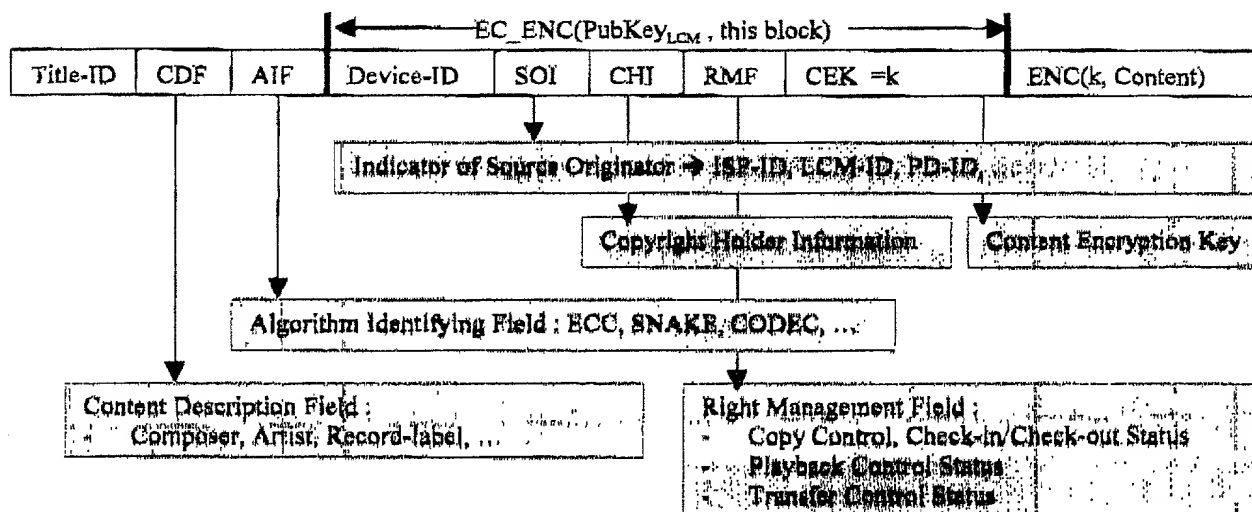 EC_ENC(PubKey_LCM , this block)
Title-ID CDF AIF Device-ID SOI CHI RMF CEK =k ENC(k, Content)
Indicator of Source Originator → ISP-ID, LCM-ID, PD-ID,
Copyright Holder Information
Content Encryption Key
Algorithm Identifying Field : ECC, SNAKE, CODEC, ...
Content Description Field :
- Composer, Artist, Record-label, ...
Right Management Field :
- Copy Control, Check-in/Check-out Status
- Playback Control Status
- Transfer Control Status